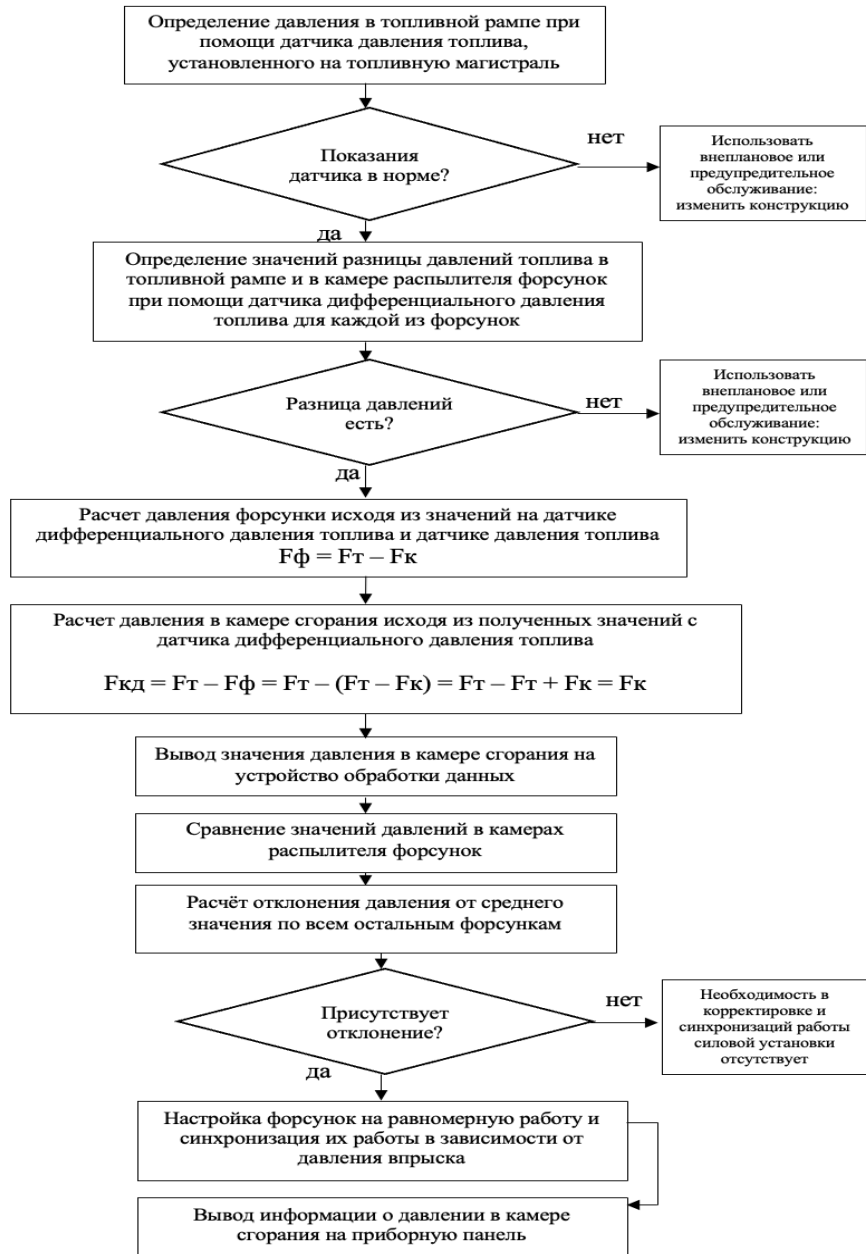 Определение давления в топливной рампе при
помощи датчика давления топлива,
установленного на топливную магистраль
Показания
датчика в норме?
нет
Использовать
внеплановое или
предупредительное
обслуживание:
изменить конструкцию
да
Определение значений разницы давлений топлива в
топливной рампе и в камере распылителя форсунок
при помощи датчика дифференциального давления
топлива для каждой из форсунок
Разница давлений
есть?
нет
Использовать
внеплановое или
предупредительное
обслуживание:
изменить конструкцию
да
Расчет давления форсунки исходя из значений на датчике
дифференциального давления топлива и датчике давления топлива
Fф = Fт – Fк
Расчет давления в камере сгорания исходя из полученных значений с
датчика дифференциального давления топлива
Fкд = Fт – Fф = Fт – (Fт – Fк) = Fт – Fт + Fк = Fк
Вывод значения давления в камере сгорания на
устройство обработки данных
Сравнение значений давлений в камерах
распылителя форсунок
Расчёт отклонения давления от среднего
значения по всем остальным форсункам
Присутствует
отклонение?
нет
Необходимость в
корректировке и
синхронизаций работы
силовой установки
отсутствует
да
Настройка форсунок на равномерную работу и
синхронизация их работы в зависимости от
давления впрыска
Вывод информации о давлении в камере
сгорания на приборную панель